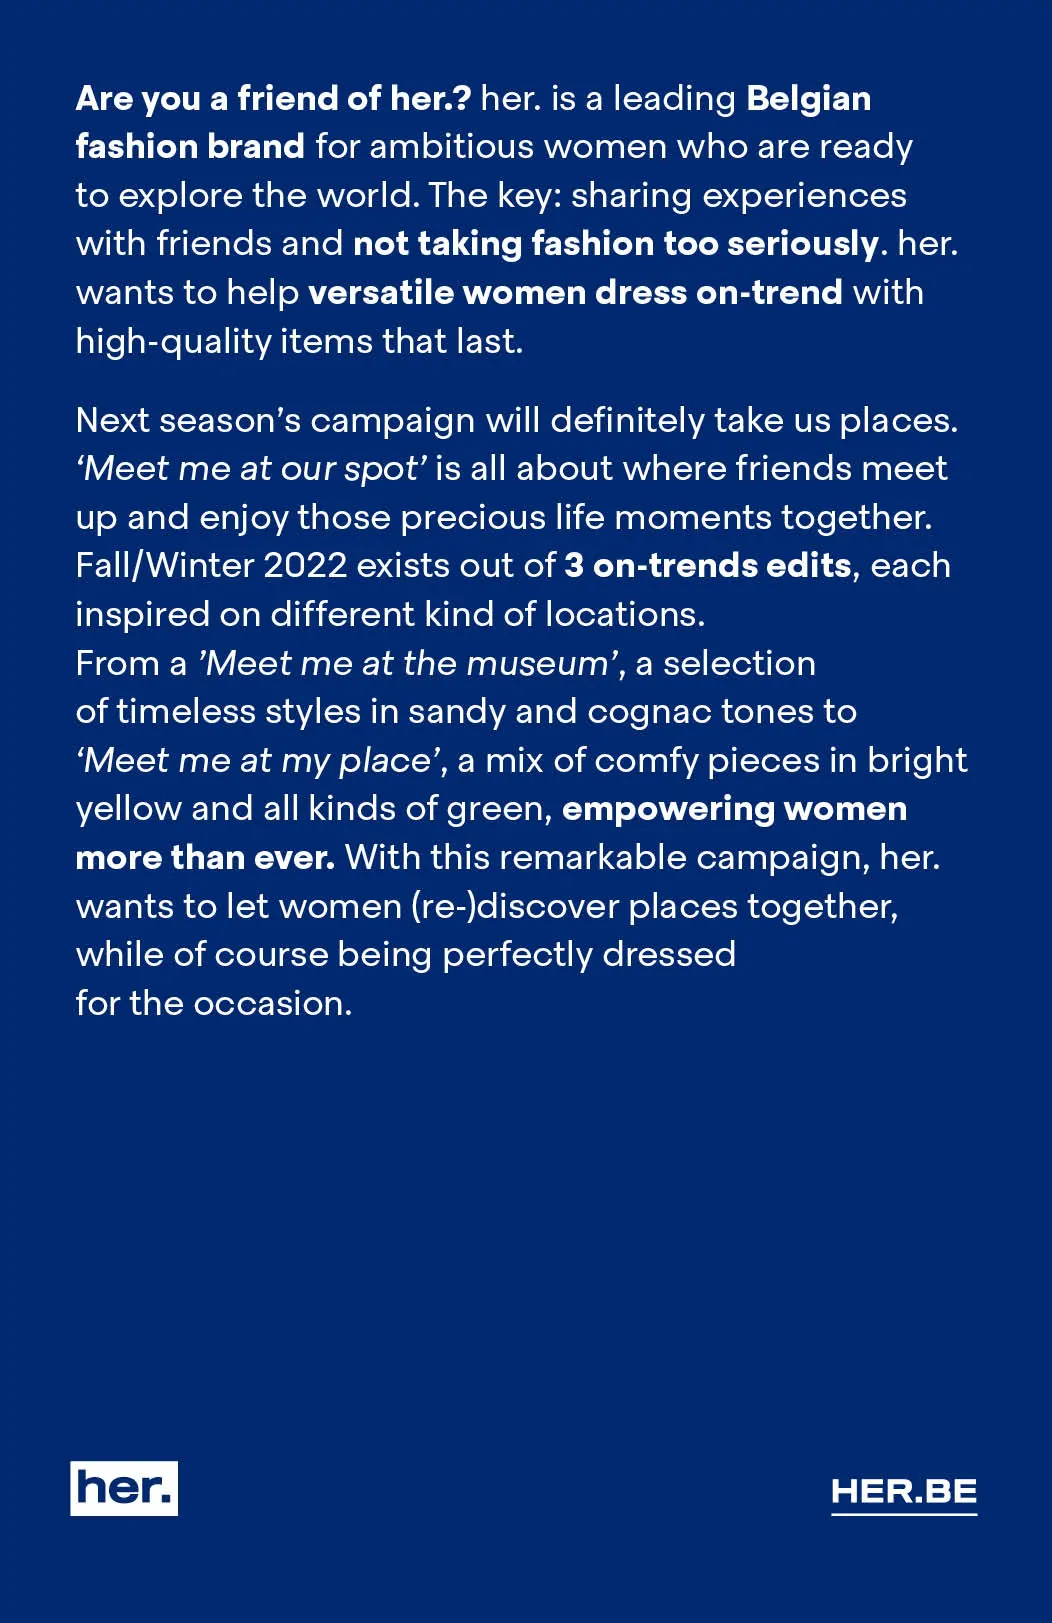 Are you a friend of her.? her. is a leading Belgian
fashion brand for ambitious women who are ready
to explore the world. The key: sharing experiences
with friends and not taking fashion too seriously. her.
wants to help versatile women dress on-trend with
high-quality items that last.
Next season’s campaign will definitely take us places.
‘Meet me at our spot’ is all about where friends meet
up and enjoy those precious life moments together.
Fall/Winter 2022 exists out of 3 on-trends edits, each
inspired on different kind of locations.
From a ’Meet me at the museum’, a selection
of timeless styles in sandy and cognac tones to
‘Meet me at my place’, a mix of comfy pieces in bright
yellow and all kinds of green, empowering women
more than ever. With this remarkable campaign, her.
wants to let women (re-)discover places together,
while of course being perfectly dressed
for the occasion.
her.
HER.BE